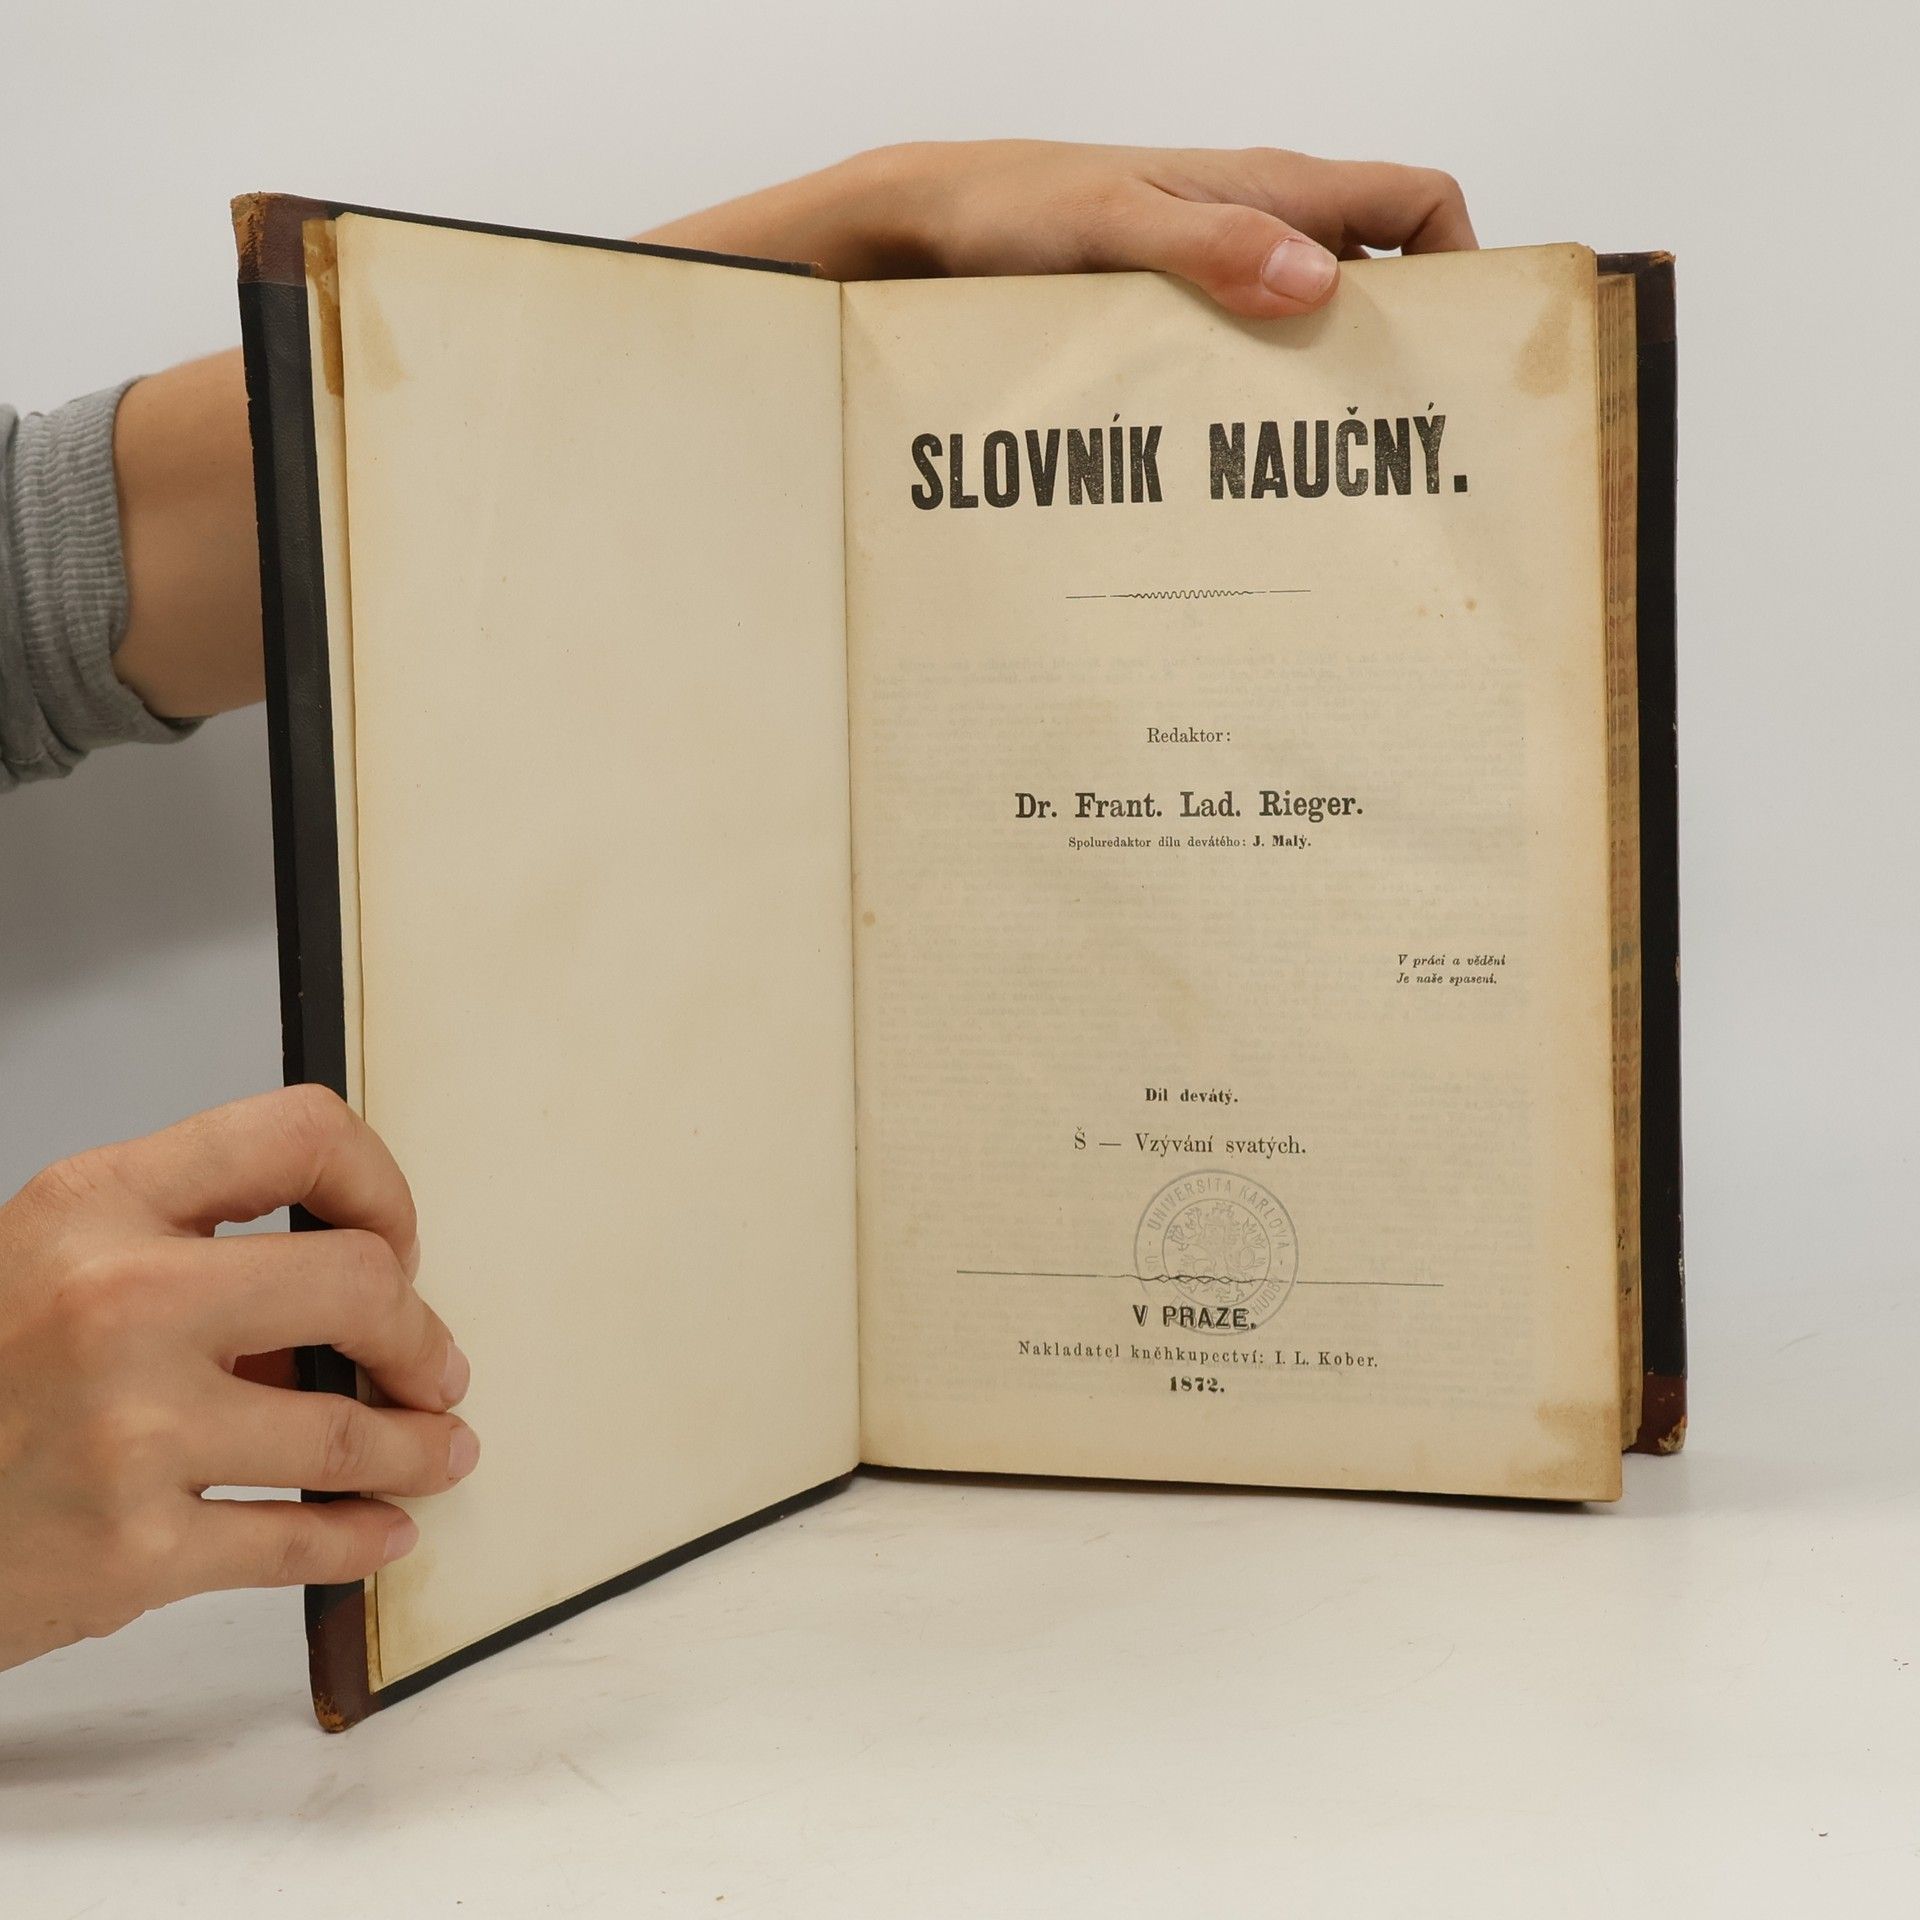 SLOVNÍK NAUČNÝ.
Redaktor:
Dr. Frant. Lad. Rieger.
Spoluredaktor dílu devátého: J. Malý.
V práci a vědění
Je naše spasení.
Díl devátý.
Š — Vzývání svatých.
UNIVERSITA KARLOVA
V PRAZE.
Nakladatel kněhkupectví: I. L. Kober.
1872.